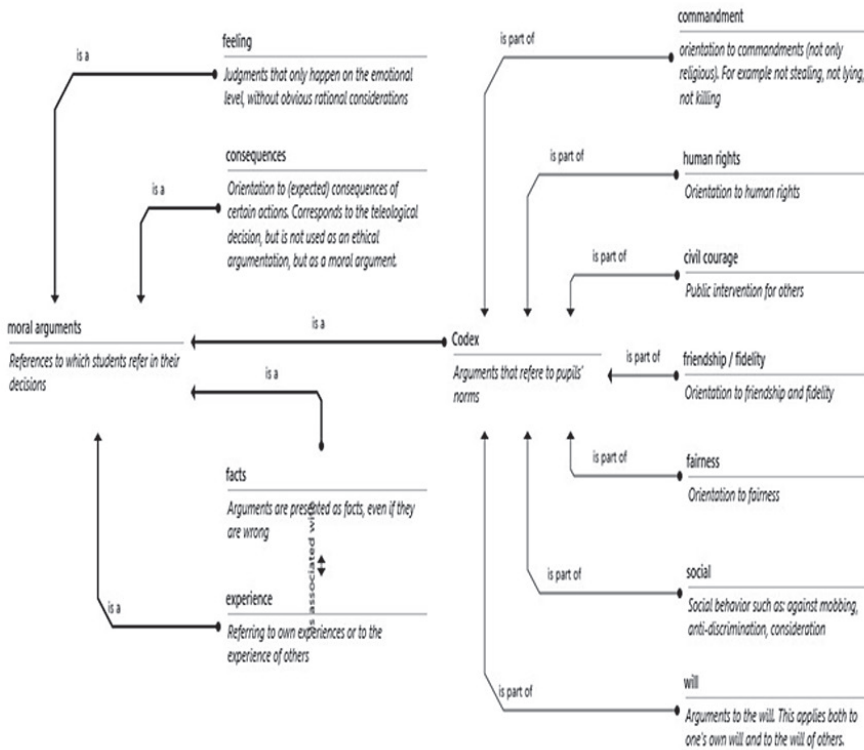 commandment
is part of
orientation to commandments (not only
religious). For example not stealing, not lying,
not killing
feeling
is a
Judgments that only happen on the emotional
level, without obvious rational considerations
consequences
is a
Orientation to (expected) consequences of
certain actions. Corresponds to the teleological
decision, but is not used as an ethical
argumentation, but as a moral argument.
human rights
is part of
Orientation to human rights
civil courage
is part of
Public intervention for others
moral arguments
References to which students refer in their
decisions
is a
Codex
Arguments that refere to pupils'
norms
is part of
friendship / fidelity
Orientation to friendship and fidelity
is a
facts
Arguments are presented as facts, even if they
are wrong
is part of
fairness
Orientation to fairness
is associated with
experience
is a
Referring to own experiences or to the
experience of others
social
is part of
Social behavior such as: against mobbing,
anti-discrimination, consideration
will
is part of
Arguments to the will. This applies both to
one's own will and to the will of others.